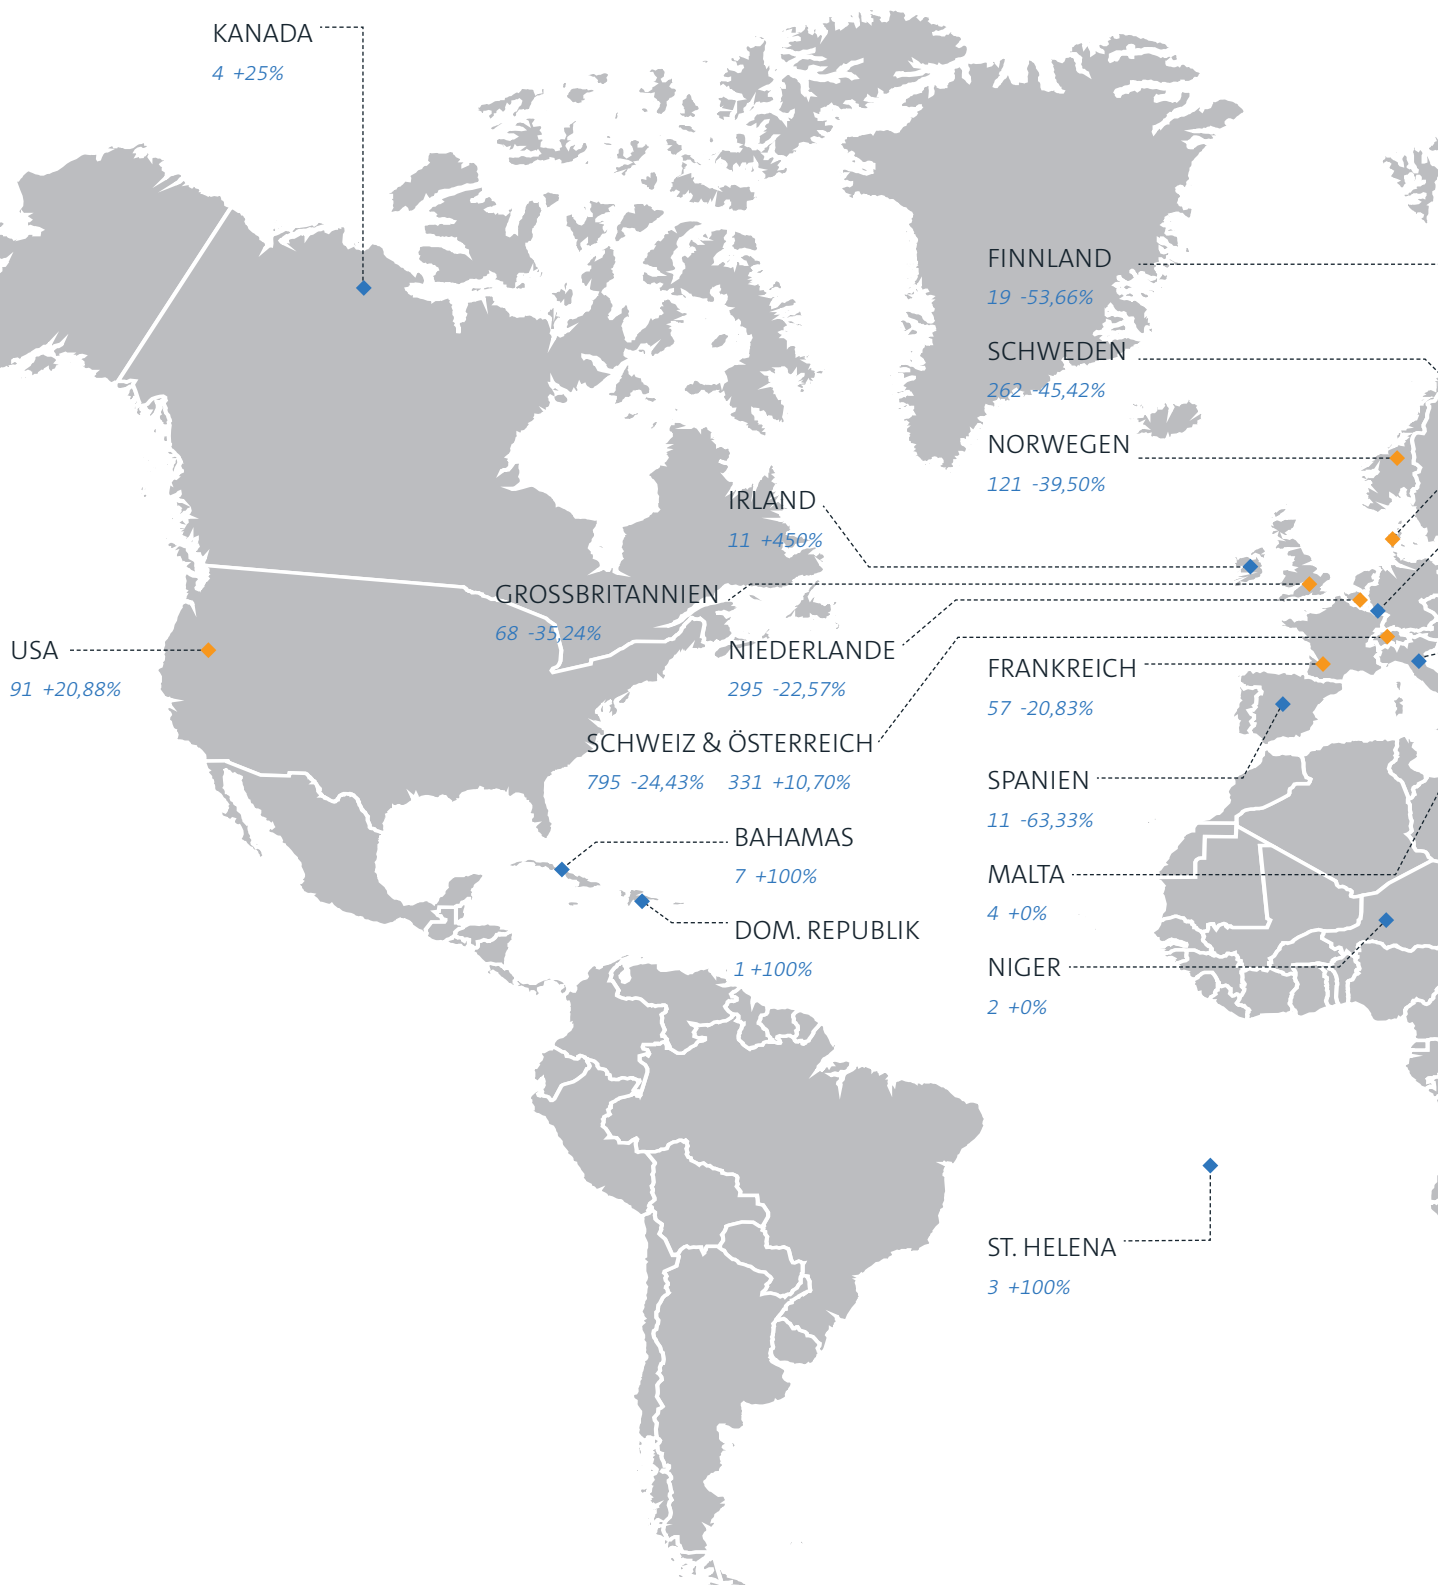 KANADA
4 +25%
FINNLAND
19 -53,66%
SCHWEDEN
262 -45,42%
NORWEGEN
121 -39,50%
IRLAND
11 +450%
GROSSBRITANNIEN
68 -35,24%
USA
91 +20,88%
NIEDERLANDE
295 -22,57%
FRANKREICH
57 -20,83%
SCHWEIZ & ÖSTERREICH
795 -24,43% 331 +10,70%
SPANIEN
11 -63,33%
BAHAMAS
7 +100%
MALTA
4 +0%
DOM. REPUBLIK
1 +100%
NIGER
2 +0%
ST. HELENA
3 +100%